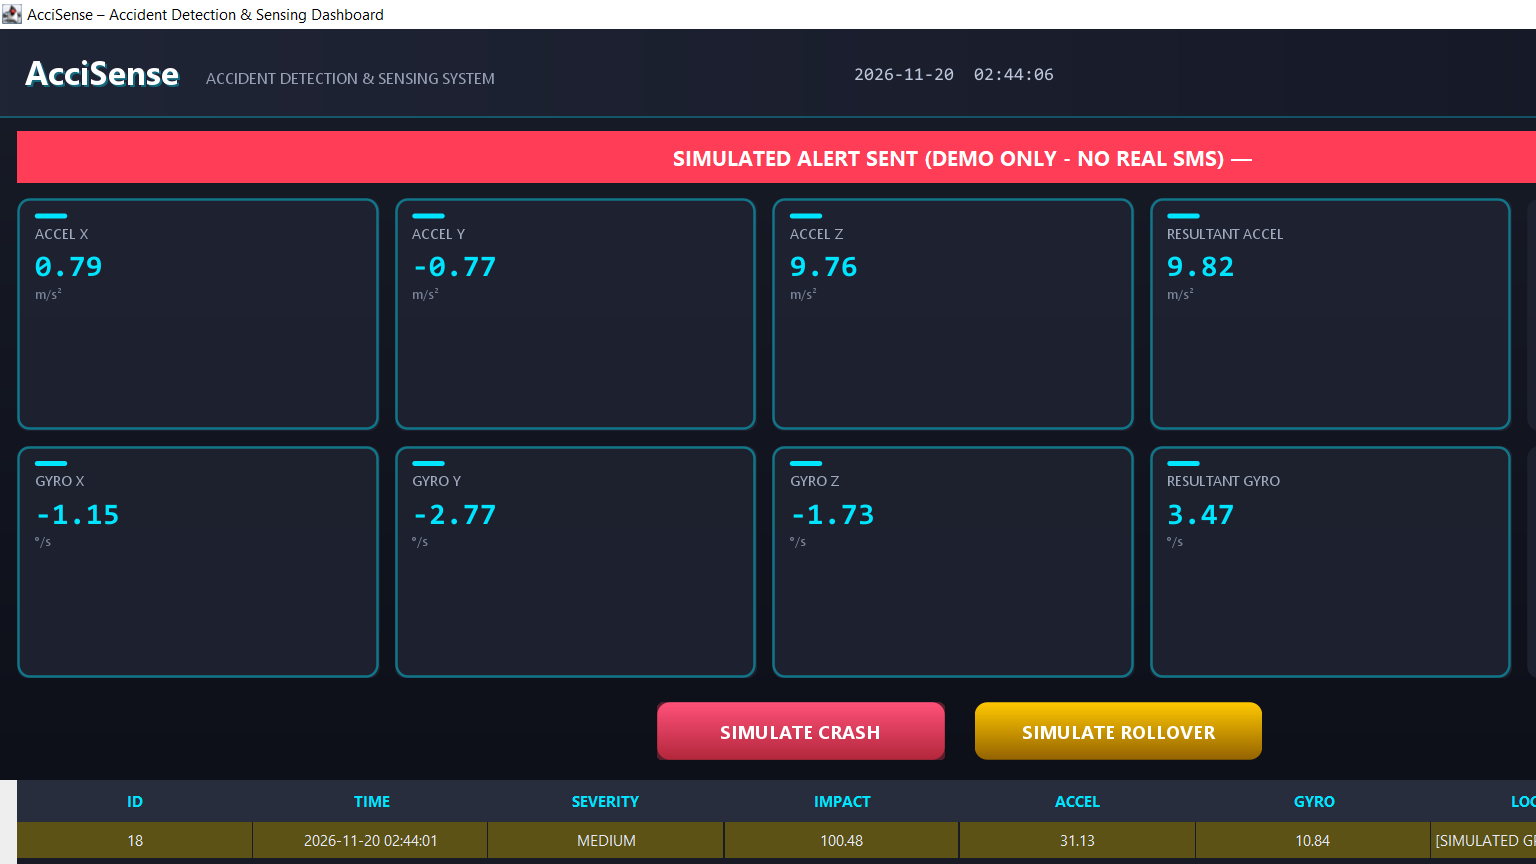 AcciSense – Accident Detection & Sensing Dashboard
AcciSense ACCIDENT DETECTION & SENSING SYSTEM 2026-11-20 02:44:06
SIMULATED ALERT SENT (DEMO ONLY - NO REAL SMS) —
ACCEL X
0.79
m/s²
ACCEL Y
-0.77
m/s²
ACCEL Z
9.76
m/s²
RESULTANT ACCEL
9.82
m/s²
GYRO X
-1.15
°/s
GYRO Y
-2.77
°/s
GYRO Z
-1.73
°/s
RESULTANT GYRO
3.47
°/s
SIMULATE CRASH SIMULATE ROLLOVER
ID TIME SEVERITY IMPACT ACCEL GYRO
18 2026-11-20 02:44:01 MEDIUM 100.48 31.13 10.84 [SIMULATED